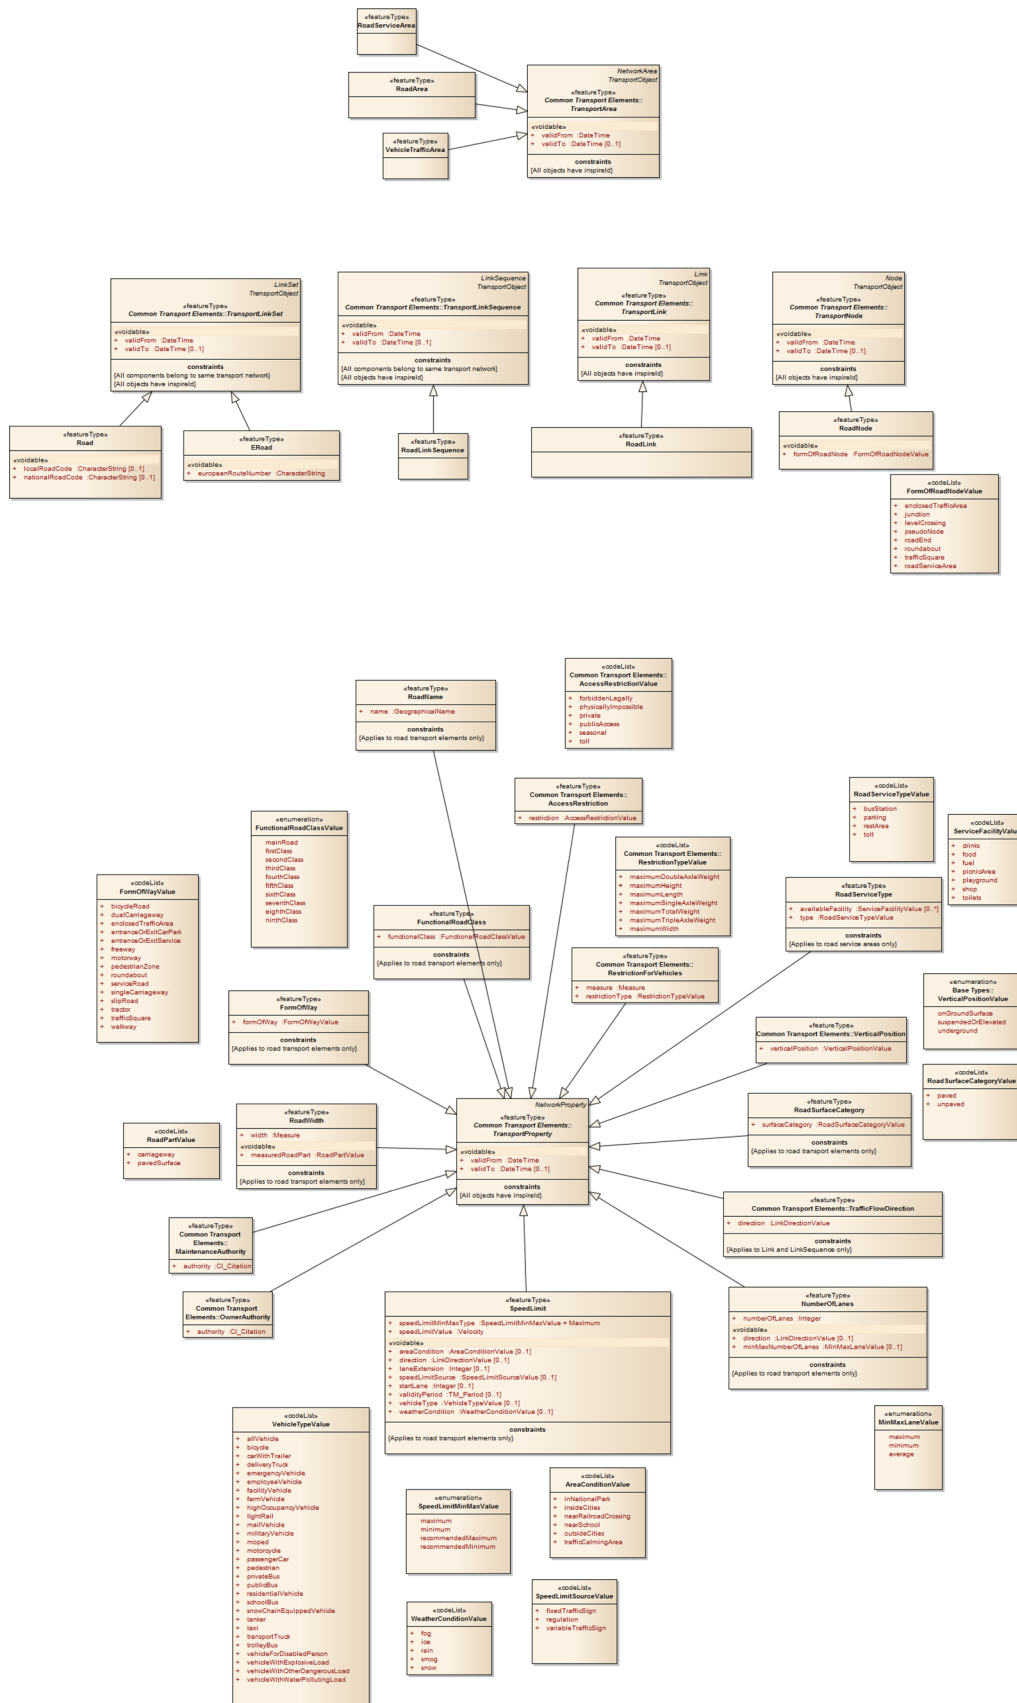 «featureType»
RoadServiceArea
«featureType»
RoadArea
«featureType»
VehicleTrafficArea
NetworkArea
TransportObject
«featureType»
Common Transport Elements::
TransportArea
«voidable»
+ validFrom :DateTime
+ validTo :DateTime [0..1]
constraints
{All objects have inspireId}
LinkSet
TransportObject
«featureType»
Common Transport Elements::TransportLinkSet
«voidable»
+ validFrom :DateTime
+ validTo :DateTime [0..1]
constraints
{All components belong to same transport network}
{All objects have inspireId}
LinkSequence
TransportObject
«featureType»
Common Transport Elements::TransportLinkSequence
«voidable»
+ validFrom :DateTime
+ validTo :DateTime [0..1]
constraints
{All components belong to same transport network}
{All objects have inspireId}
Link
TransportObject
«featureType»
Common Transport Elements::
TransportLink
«voidable»
+ validFrom :DateTime
+ validTo :DateTime [0..1]
constraints
{All objects have inspireId}
Node
TransportObject
«featureType»
Common Transport Elements::
TransportNode
«voidable»
+ validFrom :DateTime
+ validTo :DateTime [0..1]
constraints
{All objects have inspireId}
«featureType»
Road
«voidable»
+ localRoadCode :CharacterString [0..1]
+ nationalRoadCode :CharacterString [0..1]
«featureType»
ERoad
«voidable»
+ europeanRouteNumber :CharacterString
«featureType»
RoadLinkSequence
«featureType»
RoadLink
«featureType»
RoadNode
«voidable»
+ formOfRoadNode :FormOfRoadNodeValue
«codeList»
FormOfRoadNodeValue
+ enclosedTrafficArea
+ junction
+ levelCrossing
+ pseudoNode
+ roadEnd
+ roundabout
+ trafficSquare
+ roadServiceArea
«featureType»
RoadName
+ name :GeographicalName
constraints
{Applies to road transport elements only}
«codeList»
Common Transport Elements::
AccessRestrictionValue
+ forbiddenLegally
+ physicallyImpossible
+ private
+ publicAccess
+ seasonal
+ toll
«featureType»
Common Transport Elements::
AccessRestriction
+ restriction :AccessRestrictionValue
«codeList»
RoadServiceTypeValue
+ busStation
+ parking
+ restArea
+ toll
«codeList»
ServiceFacilityValue
+ drinks
+ food
+ fuel
+ picnicArea
+ playground
+ shop
+ toilets
«enumeration»
FunctionalRoadClassValue
mainRoad
firstClass
secondClass
thirdClass
fourthClass
fifthClass
sixthClass
seventhClass
eighthClass
ninthClass
«codeList»
Common Transport Elements::
RestrictionTypeValue
+ maximumDoubleAxleWeight
+ maximumHeight
+ maximumLength
+ maximumSingleAxleWeight
+ maximumTotalWeight
+ maximumTripleAxleWeight
+ maximumWidth
«codeList»
FormOfWayValue
+ bicycleRoad
+ dualCarriageway
+ enclosedTrafficArea
+ entranceOrExitCarPark
+ entranceOrExitService
+ freeway
+ motorway
+ pedestrianZone
+ roundabout
+ serviceRoad
+ singleCarriageway
+ slipRoad
+ tractor
+ trafficSquare
+ walkway
«featureType»
FunctionalRoadClass
+ functionalClass :FunctionalRoadClassValue
constraints
{Applies to road transport elements only}
«featureType»
RoadServiceType
+ availableFacility :ServiceFacilityValue [0..*]
+ type :RoadServiceTypeValue
constraints
{Applies to road service areas only}
«featureType»
Common Transport Elements::
RestrictionForVehicles
+ measure :Measure
+ restrictionType :RestrictionTypeValue
«enumeration»
Base Types::
VerticalPositionValue
onGroundSurface
suspendedOrElevated
underground
«featureType»
FormOfWay
+ formOfWay :FormOfWayValue
constraints
{Applies to road transport elements only}
«featureType»
Common Transport Elements::VerticalPosition
+ verticalPosition :VerticalPositionValue
«codeList»
RoadSurfaceCategoryValue
+ paved
+ unpaved
«featureType»
RoadSurfaceCategory
+ surfaceCategory :RoadSurfaceCategoryValue
constraints
{Applies to road transport elements only}
NetworkProperty
«featureType»
Common Transport Elements::
TransportProperty
«voidable»
+ validFrom :DateTime
+ validTo :DateTime [0..1]
constraints
{All objects have inspireId}
«featureType»
RoadWidth
+ width :Measure
«voidable»
+ measuredRoadPart :RoadPartValue
constraints
{Applies to road transport elements only}
«codeList»
RoadPartValue
+ carriageway
+ pavedSurface
«featureType»
Common Transport Elements::TrafficFlowDirection
+ direction :LinkDirectionValue
constraints
{Applies to Link and LinkSequence only}
«featureType»
Common Transport
Elements::
MaintenanceAuthority
+ authority :CI_Citation
«featureType»
Common Transport
Elements::OwnerAuthority
+ authority :CI_Citation
«featureType»
SpeedLimit
+ speedLimitMinMaxType :SpeedLimitMinMaxValue = Maximum
+ speedLimitValue :Velocity
«voidable»
+ areaCondition :AreaConditionValue [0..1]
+ direction :LinkDirectionValue [0..1]
+ laneExtension :Integer [0..1]
+ speedLimitSource :SpeedLimitSourceValue [0..1]
+ startLane :Integer [0..1]
+ validityPeriod :TM_Period [0..1]
+ vehicleType :VehicleTypeValue [0..1]
+ weatherCondition :WeatherConditionValue [0..1]
constraints
{Applies to road transport elements only}
«featureType»
NumberOfLanes
+ numberOfLanes :Integer
«voidable»
+ direction :LinkDirectionValue [0..1]
+ minMaxNumberOfLanes :MinMaxLaneValue [0..1]
constraints
{Applies to road transport elements only}
«enumeration»
MinMaxLaneValue
maximum
minimum
average
«codeList»
VehicleTypeValue
+ allVehicle
+ bicycle
+ carWithTrailer
+ deliveryTruck
+ emergencyVehicle
+ employeeVehicle
+ facilityVehicle
+ farmVehicle
+ highOccupancyVehicle
+ lightRail
+ mailVehicle
+ militaryVehicle
+ moped
+ motorcycle
+ passengerCar
+ pedestrian
+ privateBus
+ publicBus
+ residentialVehicle
+ schoolBus
+ snowChainEquippedVehicle
+ tanker
+ taxi
+ transportTruck
+ trolleyBus
+ vehicleForDisabledPerson
+ vehicleWithExplosiveLoad
+ vehicleWithOtherDangerousLoad
+ vehicleWithWaterPollutingLoad
«enumeration»
SpeedLimitMinMaxValue
maximum
minimum
recommendedMaximum
recommendedMinimum
«codeList»
AreaConditionValue
+ inNationalPark
+ insideCities
+ nearRailroadCrossing
+ nearSchool
+ outsideCities
+ trafficCalmingArea
«codeList»
SpeedLimitSourceValue
+ fixedTrafficSign
+ regulation
+ variableTrafficSign
«codeList»
WeatherConditionValue
+ fog
+ ice
+ rain
+ smog
+ snow